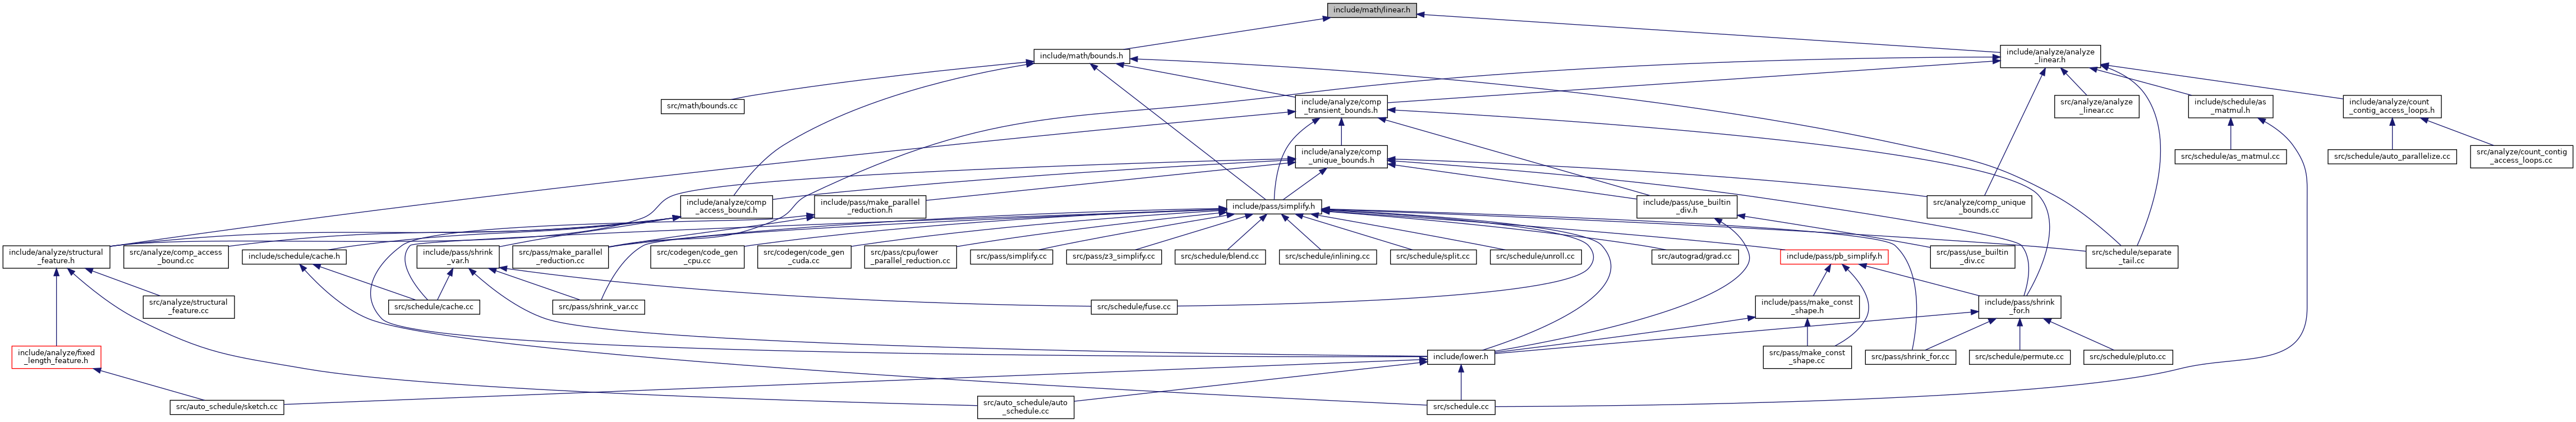 include/math/linear.h
include/math/bounds.h
include/analyze/analyze
_linear.h
src/math/bounds.cc
include/analyze/comp
_transient_bounds.h
src/analyze/analyze
_linear.cc
include/schedule/as
_matmul.h
include/analyze/count
_contig_access_loops.h
include/analyze/comp
_unique_bounds.h
src/schedule/as_matmul.cc
src/schedule/auto_parallelize.cc
src/analyze/count_contig
_access_loops.cc
include/analyze/comp
_access_bound.h
include/pass/make_parallel
_reduction.h
include/pass/simplify.h
include/pass/use_builtin
_div.h
src/analyze/comp_unique
_bounds.cc
include/analyze/structural
_feature.h
src/analyze/comp_access
_bound.cc
include/schedule/cache.h
include/pass/shrink
_var.h
src/pass/make_parallel
_reduction.cc
src/codegen/code_gen
_cpu.cc
src/codegen/code_gen
_cuda.cc
src/pass/cpu/lower
_parallel_reduction.cc
src/pass/simplify.cc
src/pass/z3_simplify.cc
src/schedule/blend.cc
src/schedule/inlining.cc
src/schedule/split.cc
src/schedule/unroll.cc
src/autograd/grad.cc
include/pass/pb_simplify.h
src/pass/use_builtin
_div.cc
src/schedule/separate
_tail.cc
src/analyze/structural
_feature.cc
src/schedule/cache.cc
src/pass/shrink_var.cc
src/schedule/fuse.cc
include/pass/make_const
_shape.h
include/pass/shrink
_for.h
include/analyze/fixed
_length_feature.h
include/lower.h
src/pass/make_const
_shape.cc
src/pass/shrink_for.cc
src/schedule/permute.cc
src/schedule/pluto.cc
src/auto_schedule/sketch.cc
src/auto_schedule/auto
_schedule.cc
src/schedule.cc